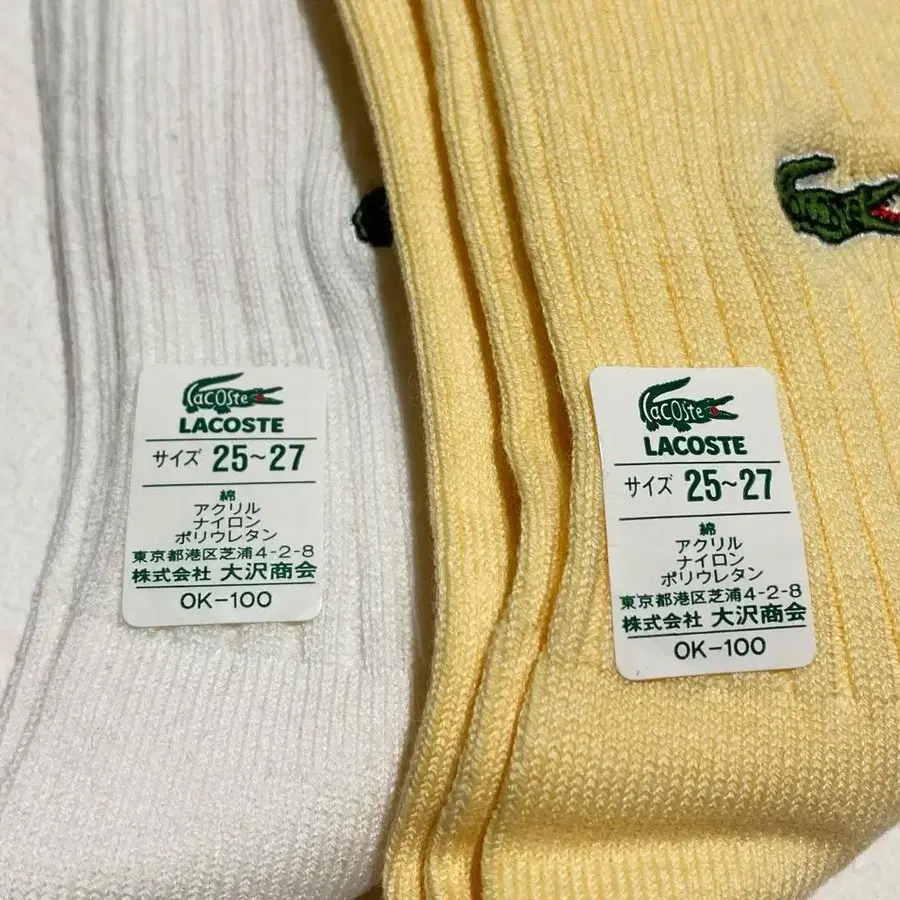 Lacoste
LACOSTE
サイズ 25~27
綿
アクリル
ナイロン
ポリウレタン
東京都港区芝浦4-2-8
株式会社 大沢商会
OK-100
Lacoste
LACOSTE
サイズ 25~27
綿
アクリル
ナイロン
ポリウレタン
東京都港区芝浦4-2-8
株式会社 大沢商会
OK-100